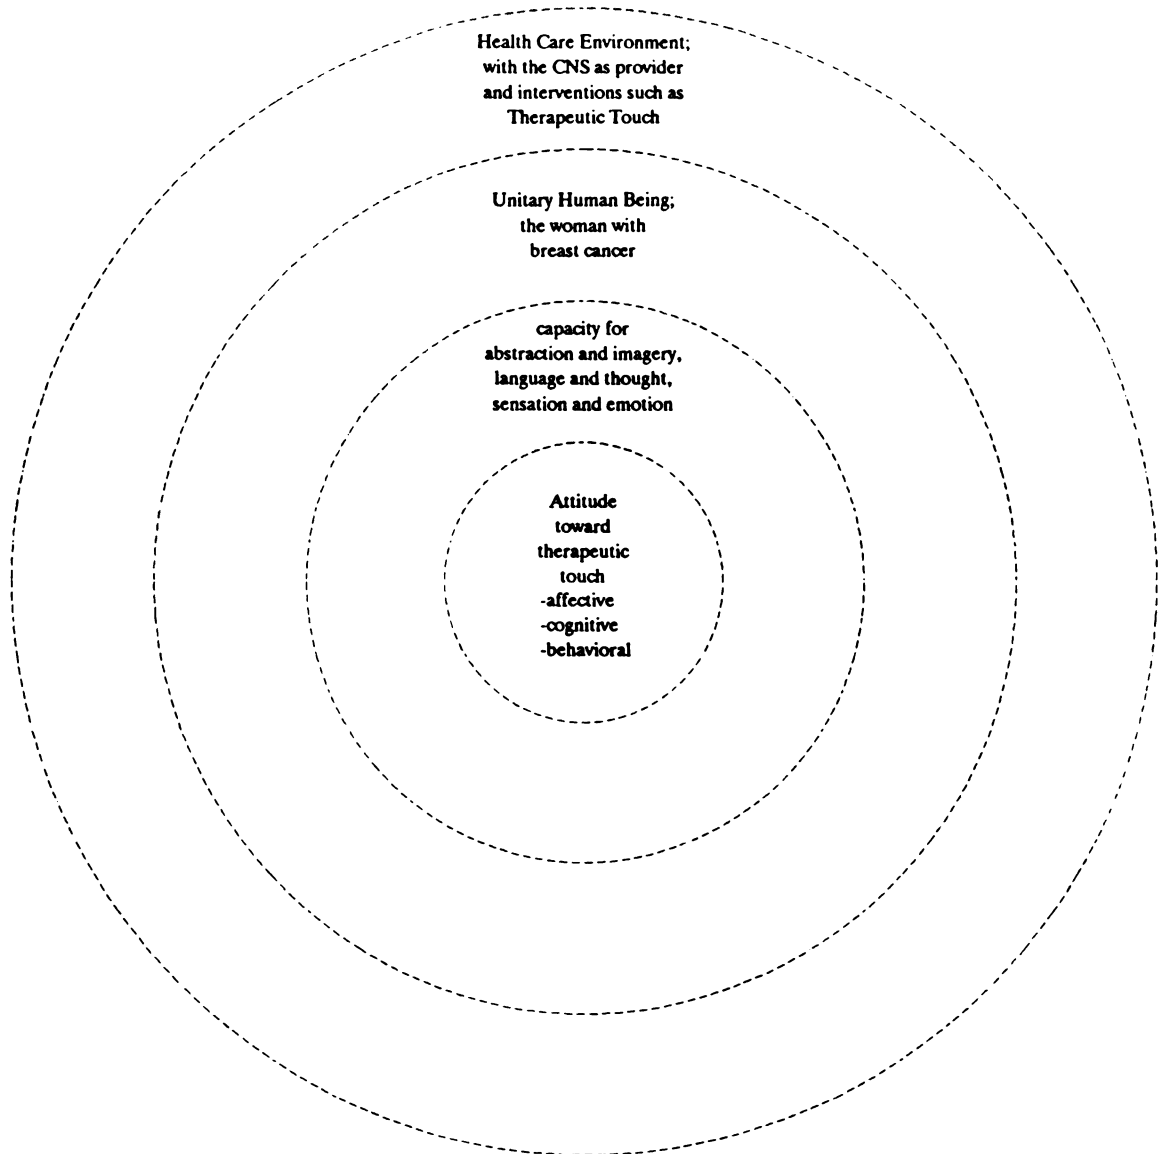 Health Care Environment;
with the CNS as provider
and interventions such as
Therapeutic Touch
Unitary Human Being;
the woman with
breast cancer
capacity for
abstraction and imagery,
language and thought,
sensation and emotion
Attitude
toward
therapeutic
touch
-affective
-cognitive
-behavioral